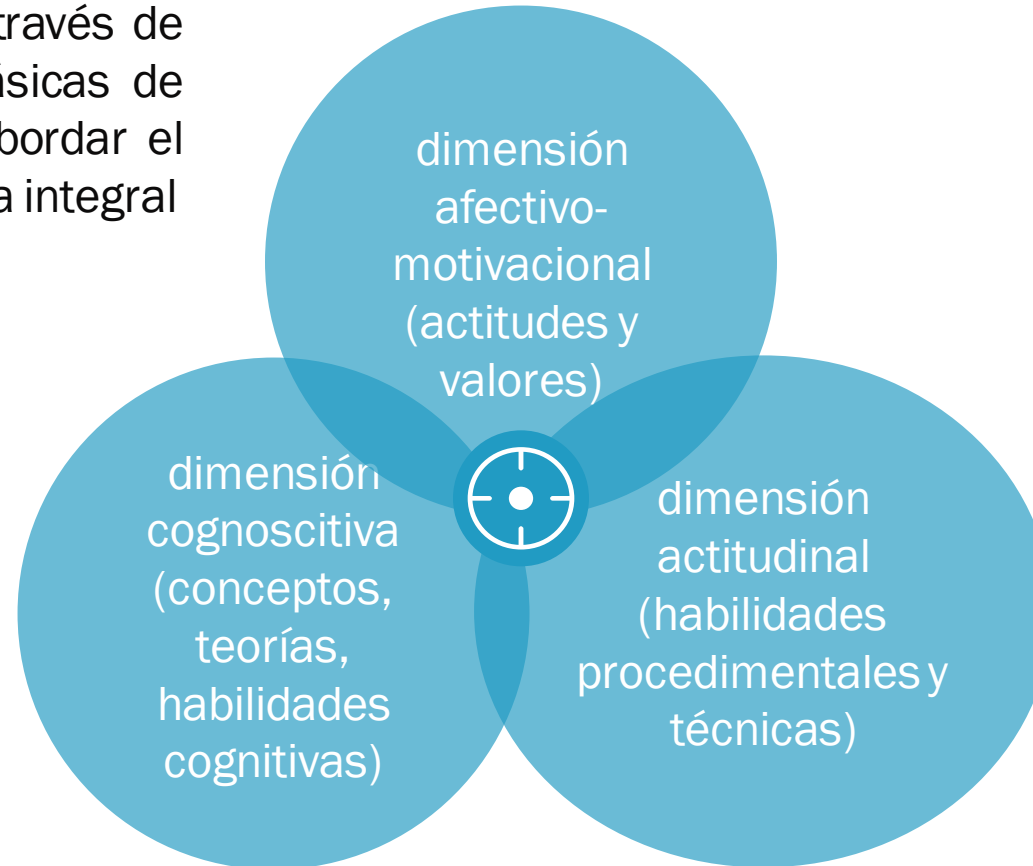 través de
ásicas de
bordar el
a integral
dimensión
afectivo-
motivacional
(actitudes y
valores)
dimensión
cognoscitiva
(conceptos,
teorías,
habilidades
cognitivas)
dimensión
actitudinal
(habilidades
procedimentales y
técnicas)